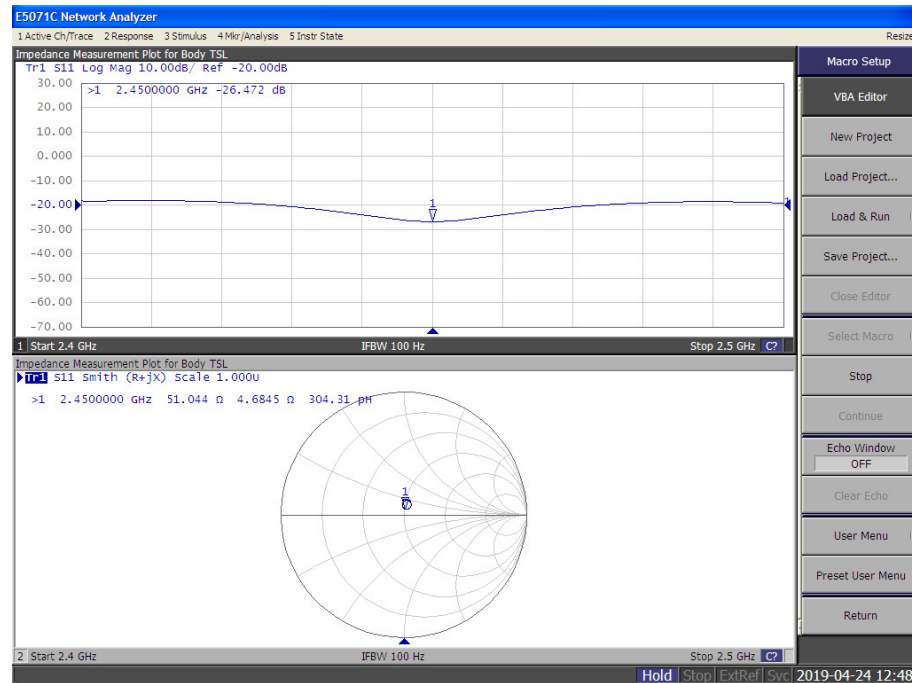 E5071C Network Analyzer
1 Active Ch/Trace 2 Response 3 Stimulus 4 Mkr/Analysis 5 Instr State
Resize
Impedance Measurement Plot for Body TSL
Tr1 S11 Log Mag 10.00dB/ Ref -20.00dB
>1 2.4500000 GHz -26.472 dB
30.00
20.00
10.00
0.000
-10.00
-20.00
-30.00
-40.00
-50.00
-60.00
-70.00
1
1 Start 2.4 GHz IFBW 100 Hz Stop 2.5 GHz C?
Impedance Measurement Plot for Body TSL
Tr1 S11 Smith (R+jX) Scale 1.000U
>1 2.4500000 GHz 51.044 Ω 4.6845 Ω 304.31 pH
1
2 Start 2.4 GHz IFBW 100 Hz Stop 2.5 GHz C?
Macro Setup
VBA Editor
New Project
Load Project...
Load & Run
Save Project...
Close Editor
Select Macro
Stop
Continue
Echo Window
OFF
Clear Echo
User Menu
Preset User Menu
Return
Hold Stop ExtRef Svc 2019-04-24 12:48